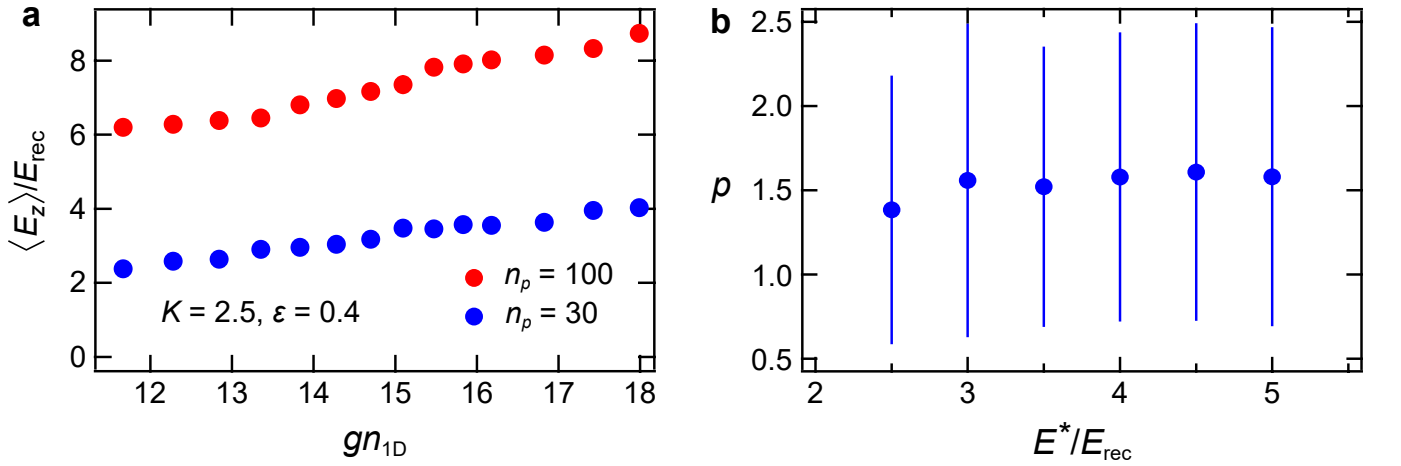 a
⟨E_z⟩/E_rec
8
6
4
2
0
n_p = 100
n_p = 30
K = 2.5, ε = 0.4
12 13 14 15 16 17 18
gn_1D
b
p
2.5
2.0
1.5
1.0
0.5
2 3 4 5
E*/E_rec